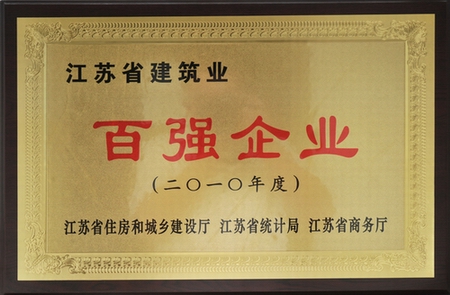 江苏省建筑业
百强企业
（二〇一〇年度）
江苏省住房和城乡建设厅 江苏省统计局 江苏省商务厅